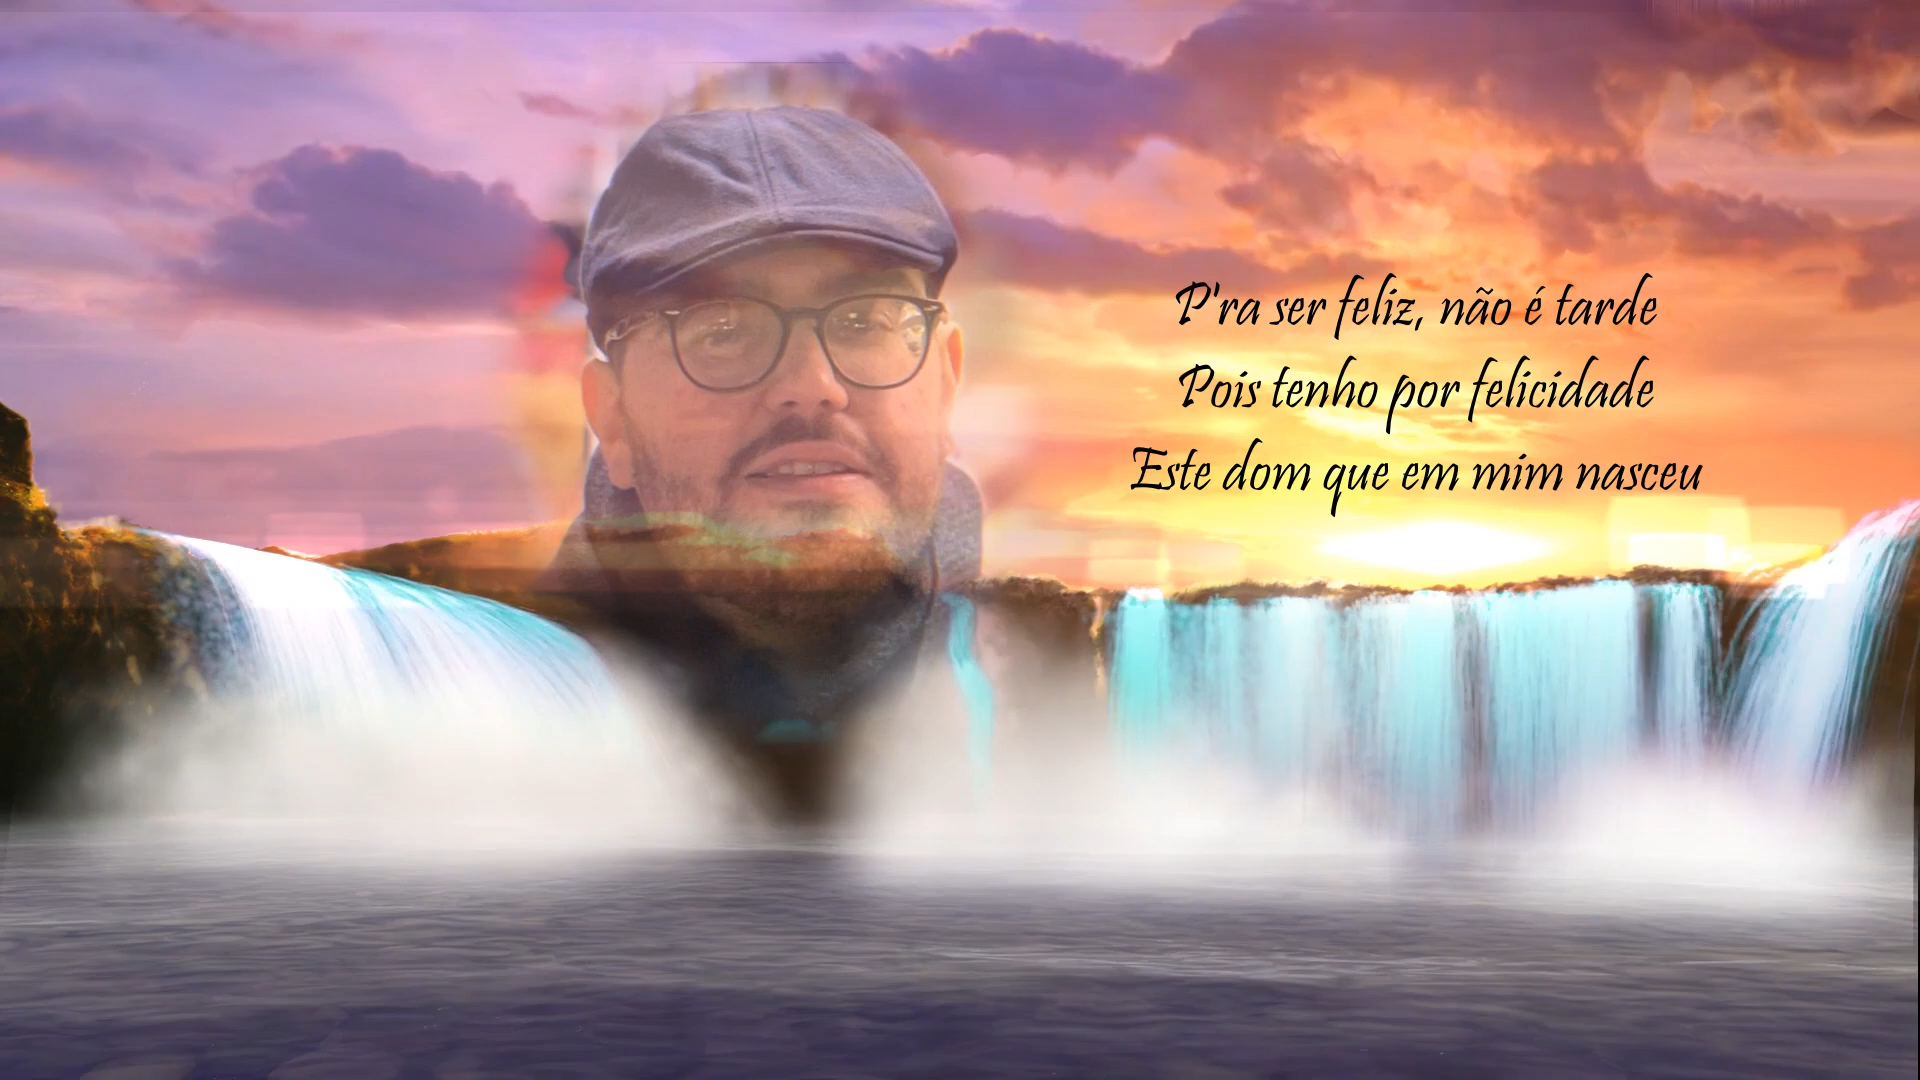 P'ra ser feliz, não é tarde
Pois tenho por felicidade
Este dom que em mim nasceu